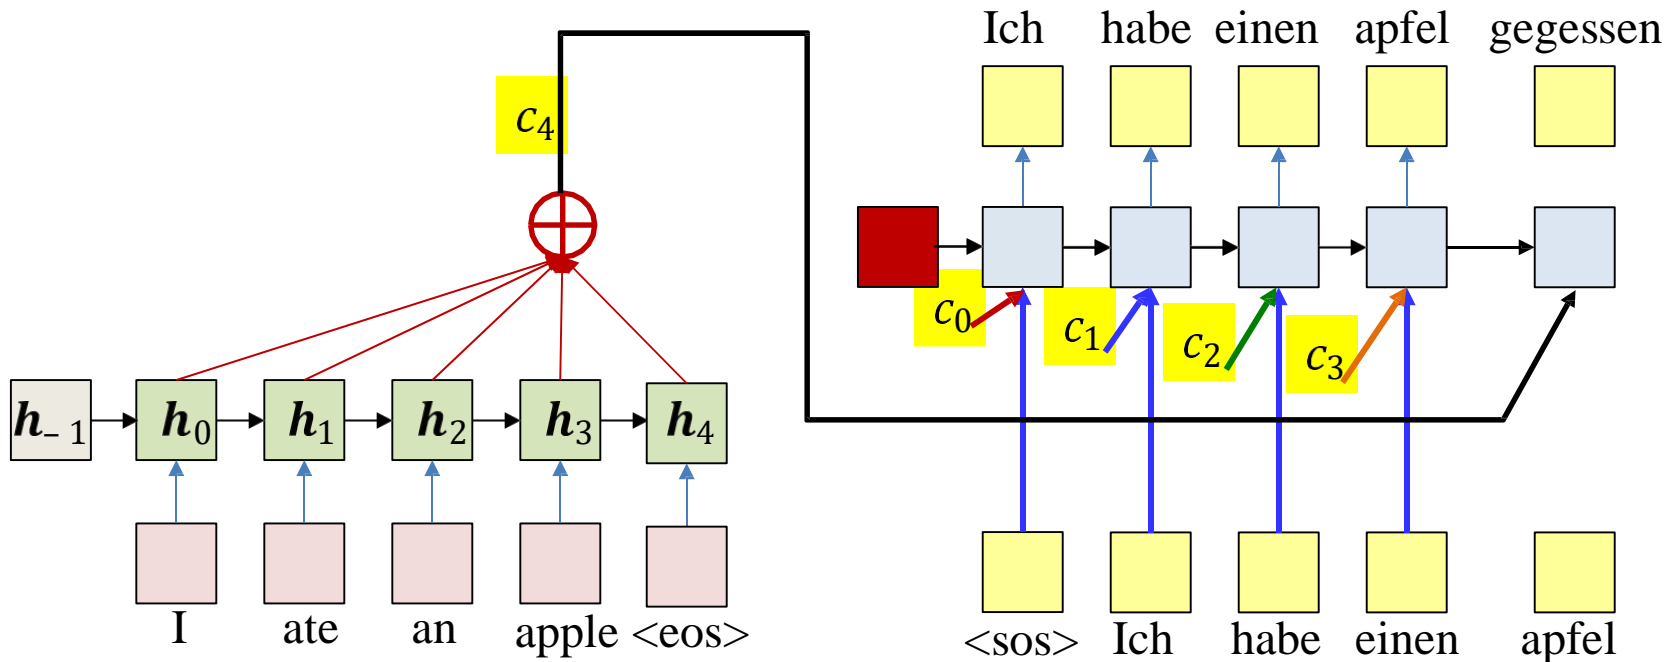 Ich habe einen apfel gegessen
c₄
c₀ c₁ c₂ c₃
h₋₁ h₀ h₁ h₂ h₃ h₄
I ate an apple <eos>
<sos> Ich habe einen apfel